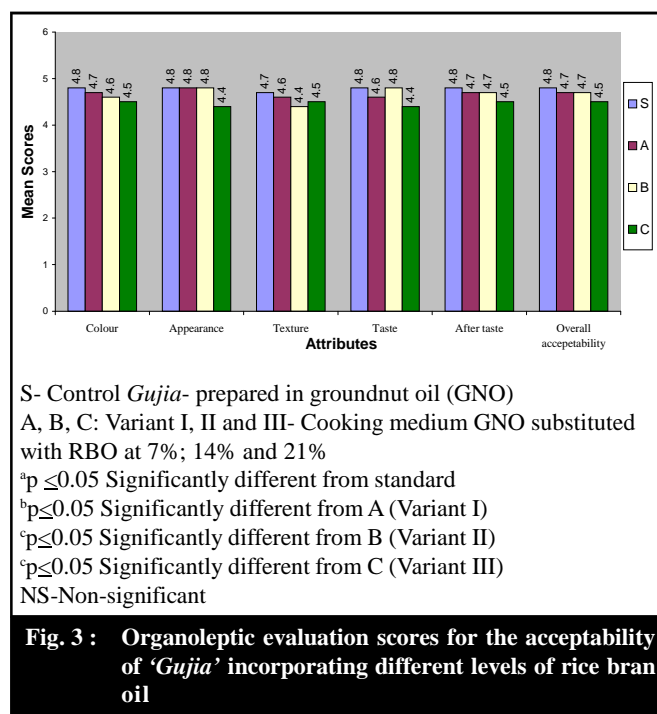 6
5
4
3
2
1
0
Mean Scores
4.8 4.7 4.6 4.5 4.8 4.8 4.8 4.4 4.7 4.6 4.4 4.5 4.8 4.6 4.8 4.4 4.8 4.7 4.7 4.5 4.8 4.7 4.7 4.5
Colour Appearance Texture Taste After taste Overall
accepetability
Attributes
S
A
B
C
S- Control Gujia- prepared in groundnut oil (GNO)
A, B, C: Variant I, II and III- Cooking medium GNO substituted
with RBO at 7%; 14% and 21%
ᵃp ≤0.05 Significantly different from standard
ᵇp≤0.05 Significantly different from A (Variant I)
ᶜp≤0.05 Significantly different from B (Variant II)
ᶜp≤0.05 Significantly different from C (Variant III)
NS-Non-significant
Fig. 3 : Organoleptic evaluation scores for the acceptability
of ‘Gujia’ incorporating different levels of rice bran
oil